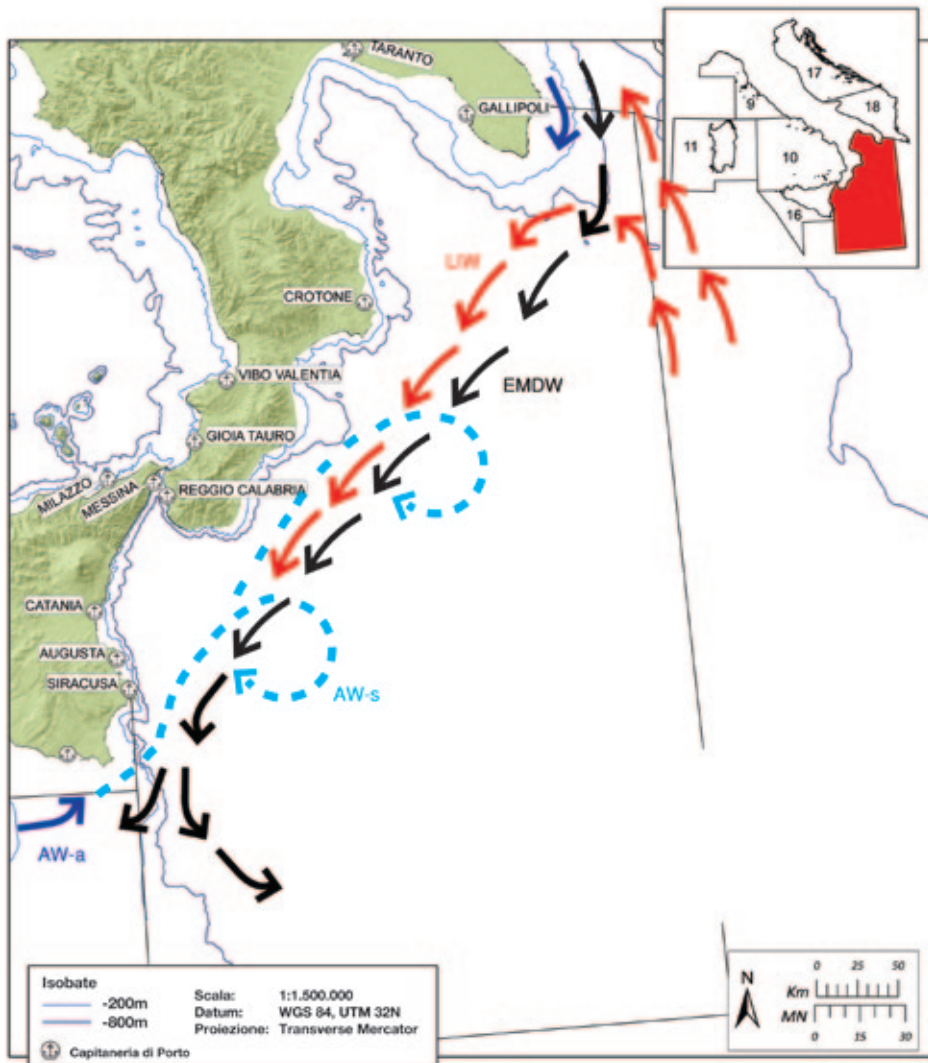 TARANTO
GALLIPOLI
17
9
18
11
10
16
LIW
CROTONE
VIBO VALENTIA
EMDW
GIOIA TAURO
MILAZZO
MESSINA
REGGIO CALABRIA
CATANIA
AUGUSTA
SIRACUSA
AW-s
AW-a
Isobate
-200m
-800m
Scala: 1:1.500.000
Datum: WGS 84, UTM 32N
Proiezione: Transverse Mercator
Capitaneria di Porto
N
0 25 50
Km
MN
0 15 30